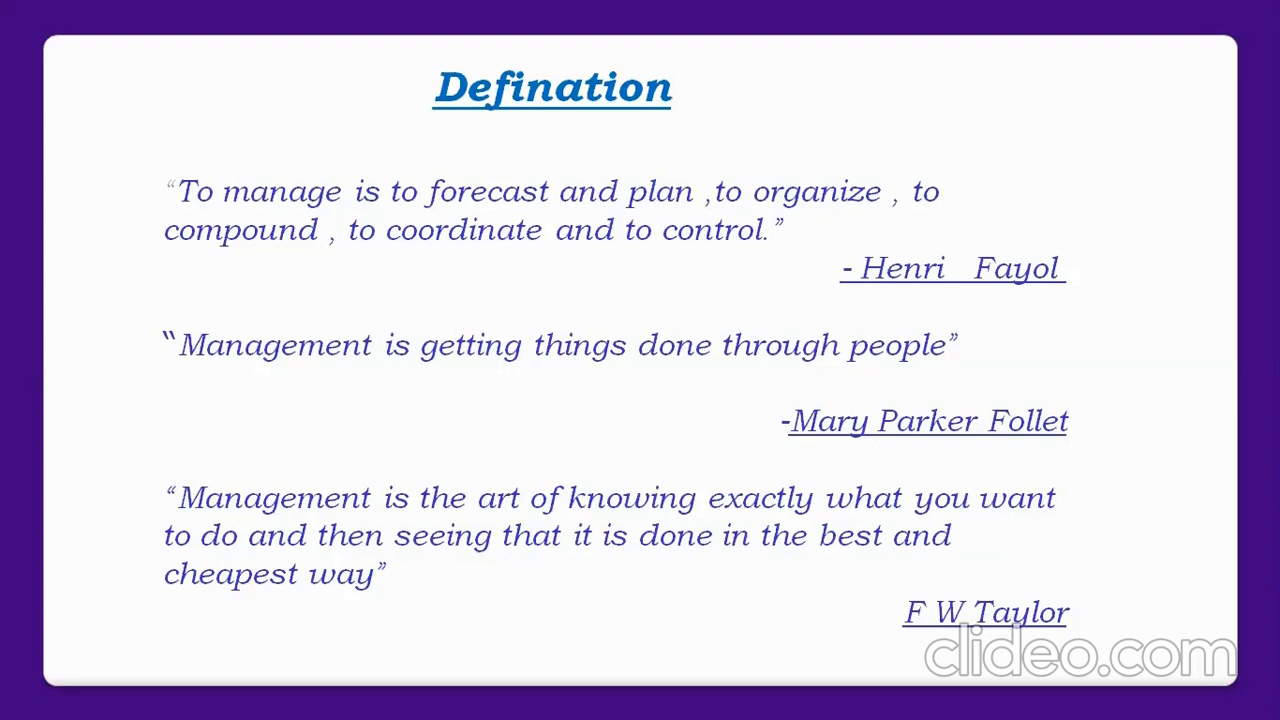 Defination
“To manage is to forecast and plan ,to organize , to
compound , to coordinate and to control.”
- Henri Fayol
“Management is getting things done through people”
-Mary Parker Follet
“Management is the art of knowing exactly what you want
to do and then seeing that it is done in the best and
cheapest way”
F W Taylor
clideo.com